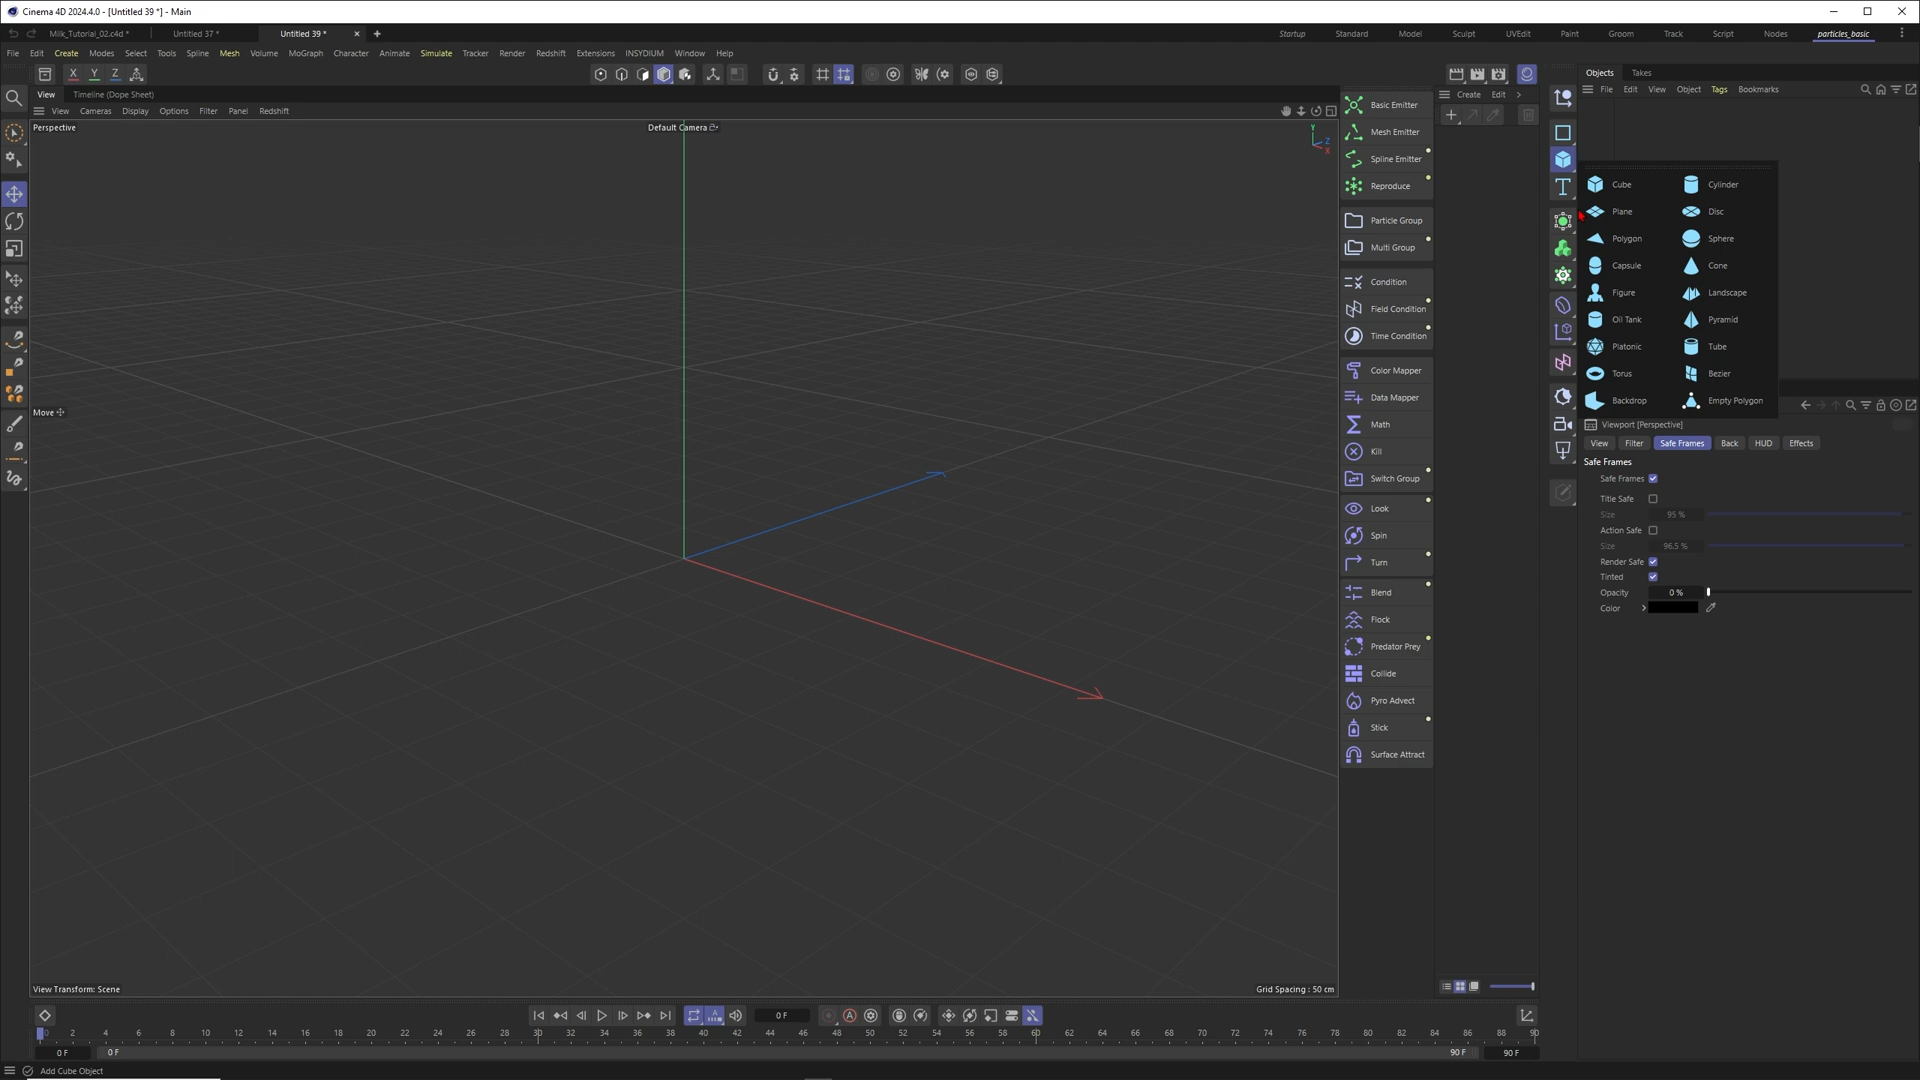 Cinema 4D 2024.4.0 - [Untitled 39 *] - Main
Milk_Tutorial_02.c4d *
Untitled 37 *
Untitled 39 *
Startup
Standard
Model
Sculpt
UVEdit
Paint
Groom
Track
Script
Nodes
particles_basic
File
Edit
Create
Modes
Select
Tools
Spline
Mesh
Volume
MoGraph
Character
Animate
Simulate
Tracker
Render
Redshift
Extensions
INSYDIUM
Window
Help
X
Y
Z
View
Timeline (Dope Sheet)
View
Cameras
Display
Options
Filter
Panel
Redshift
Perspective
Default Camera
Y
Z
X
Move
View Transform: Scene
Grid Spacing : 50 cm
Basic Emitter
Mesh Emitter
Spline Emitter
Reproduce
Particle Group
Multi Group
Condition
Field Condition
Time Condition
Color Mapper
Data Mapper
Math
Kill
Switch Group
Look
Spin
Turn
Blend
Flock
Predator Prey
Collide
Pyro Advect
Stick
Surface Attract
Create
Edit
Objects
Takes
File
Edit
View
Object
Tags
Bookmarks
Cube
Cylinder
Plane
Disc
Polygon
Sphere
Capsule
Cone
Figure
Landscape
Oil Tank
Pyramid
Platonic
Tube
Torus
Bezier
Backdrop
Empty Polygon
Viewport [Perspective]
View
Filter
Safe Frames
Back
HUD
Effects
Safe Frames
Safe Frames
Title Safe
Size 95 %
Action Safe
Size 96.5 %
Render Safe
Tinted
Opacity 0 %
Color
0 F
0 2 4 6 8 10 12 14 16 18 20 22 24 26 28 30 32 34 36 38 40 42 44 46 48 50 52 54 56 58 60 62 64 66 68 70 72 74 76 78 80 82 84 86 88 90
0 F
0 F
90 F
90 F
Add Cube Object